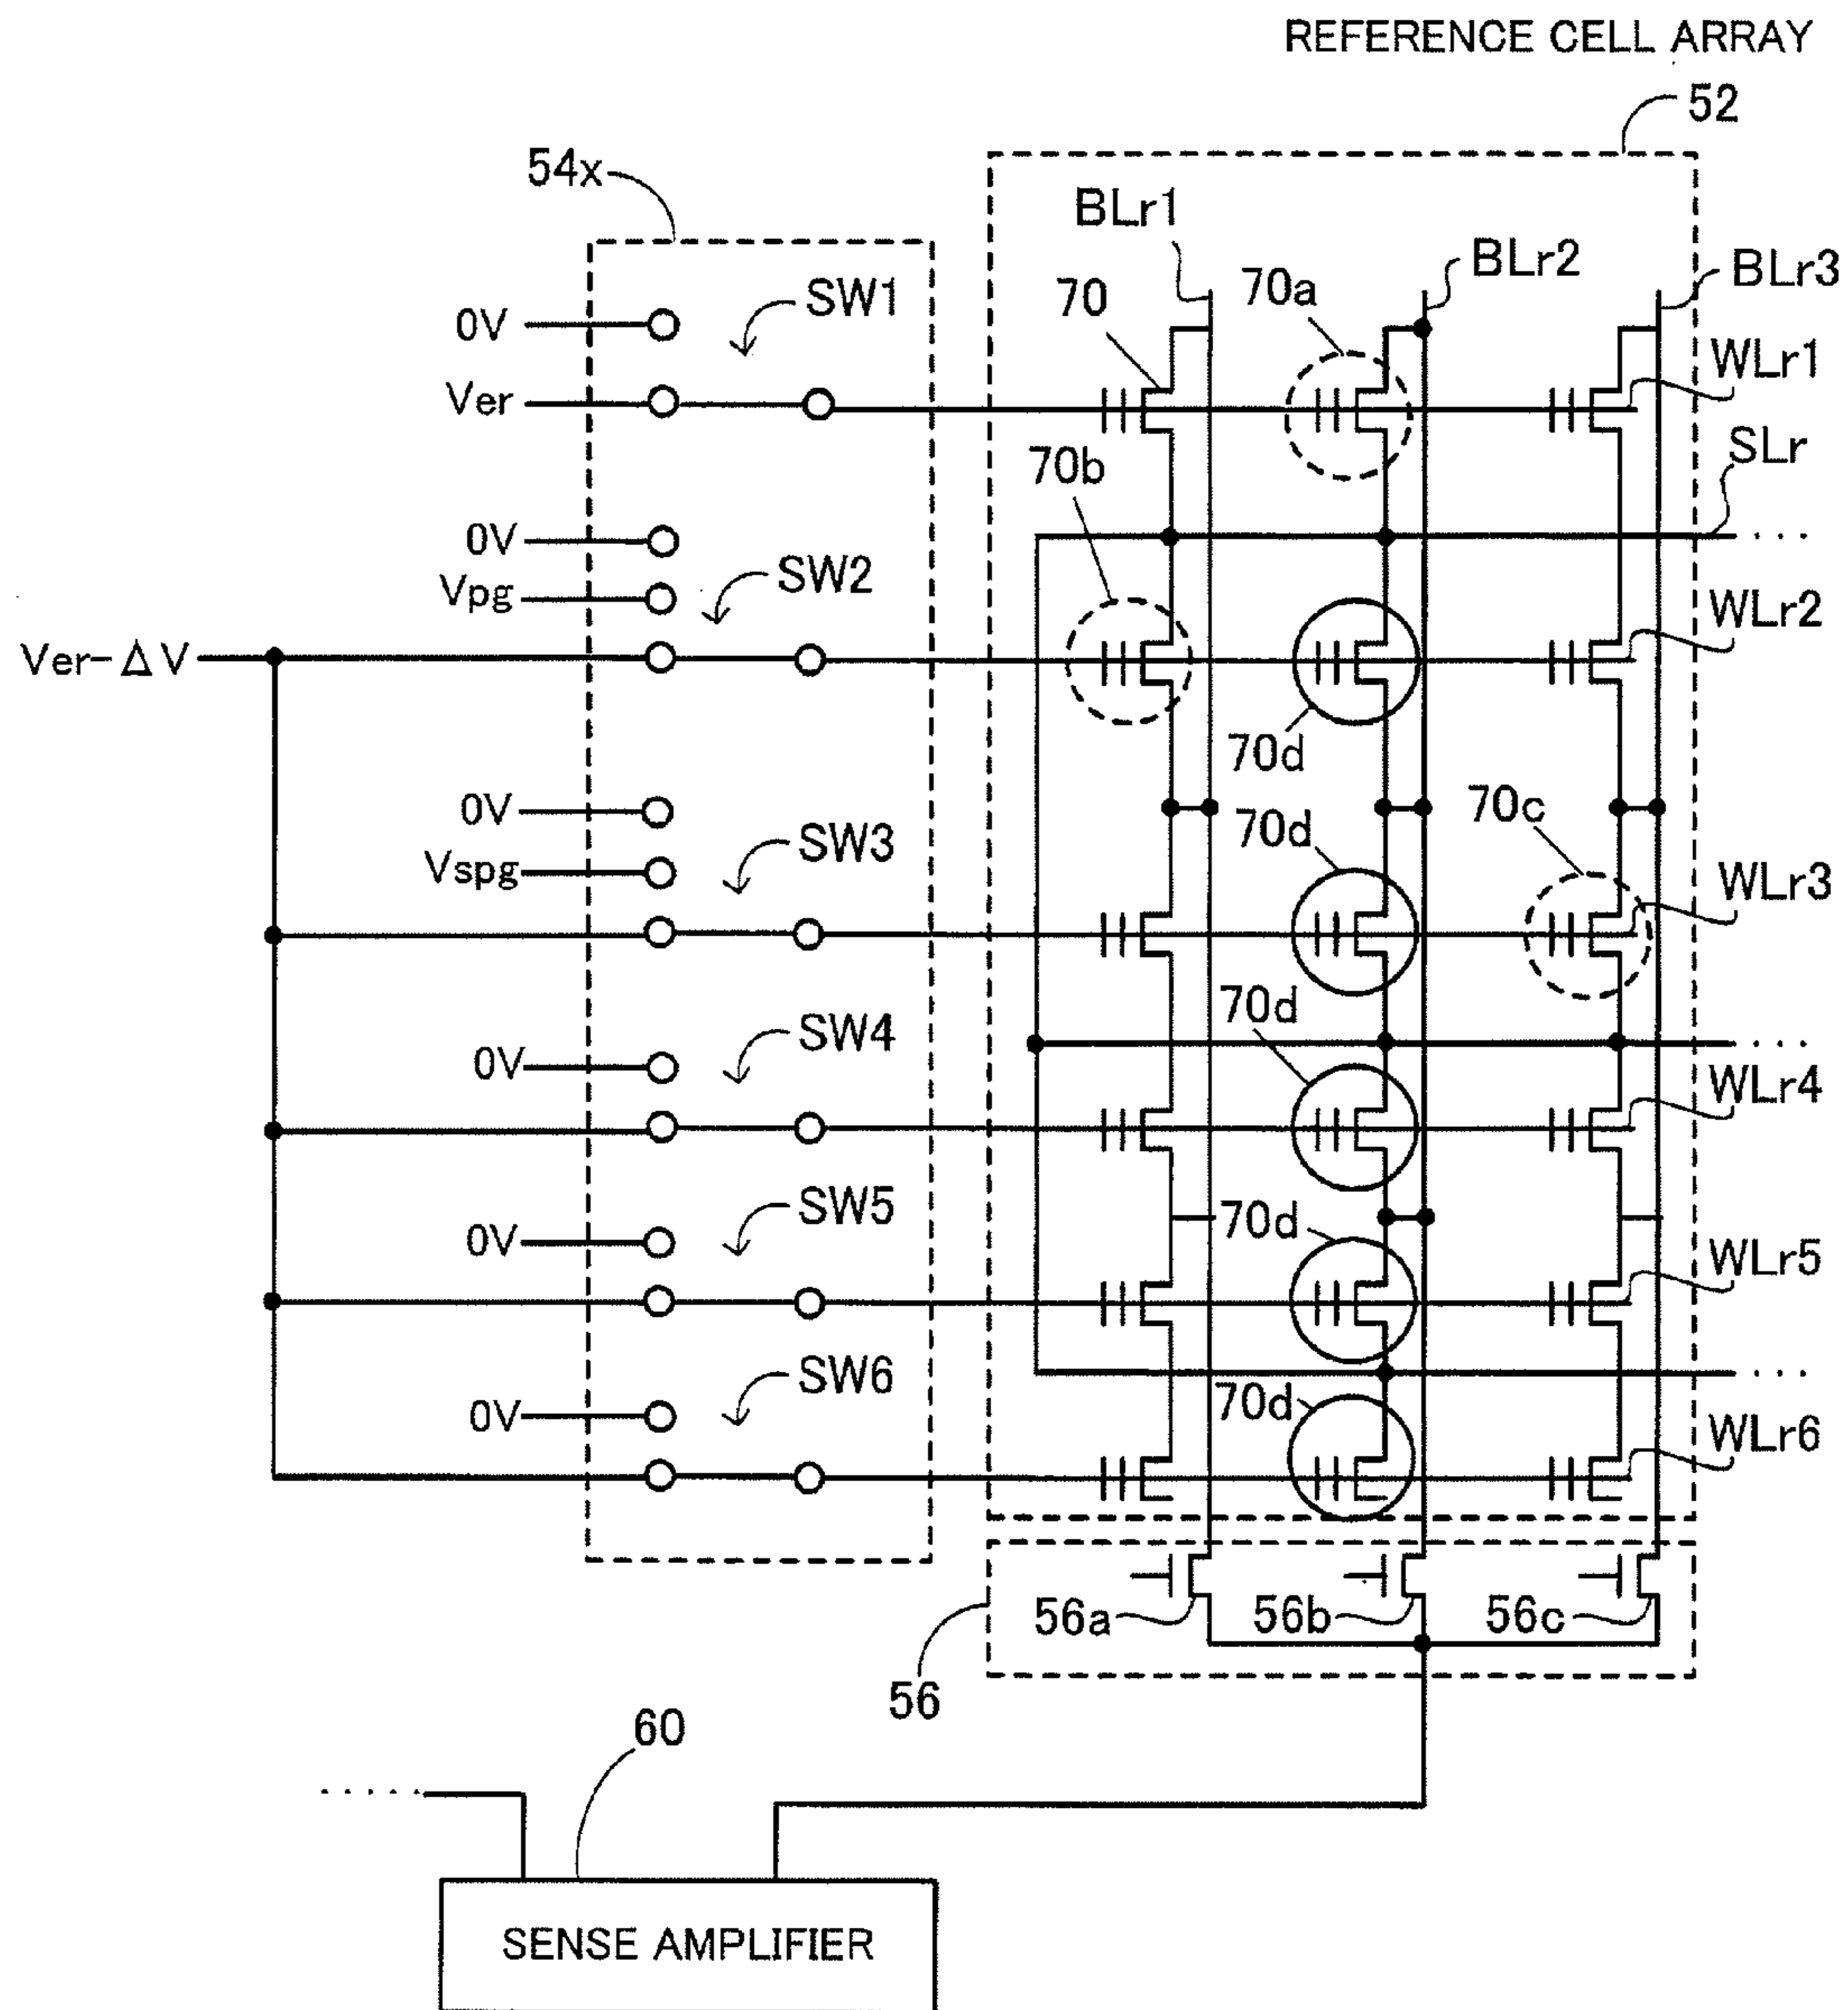 REFERENCE CELL ARRAY
52
54x
BLr1
BLr2
BLr3
SW1
70
70a
0V
WLr1
Ver
SLr
70b
0V
SW2
Vpg
WLr2
Ver-ΔV
70d
0V
70c
SW3
70d
Vspg
WLr3
70d
SW4
0V
WLr4
SW5
70d
0V
WLr5
SW6
70d
0V
WLr6
56a
56b
56c
56
60
SENSE AMPLIFIER